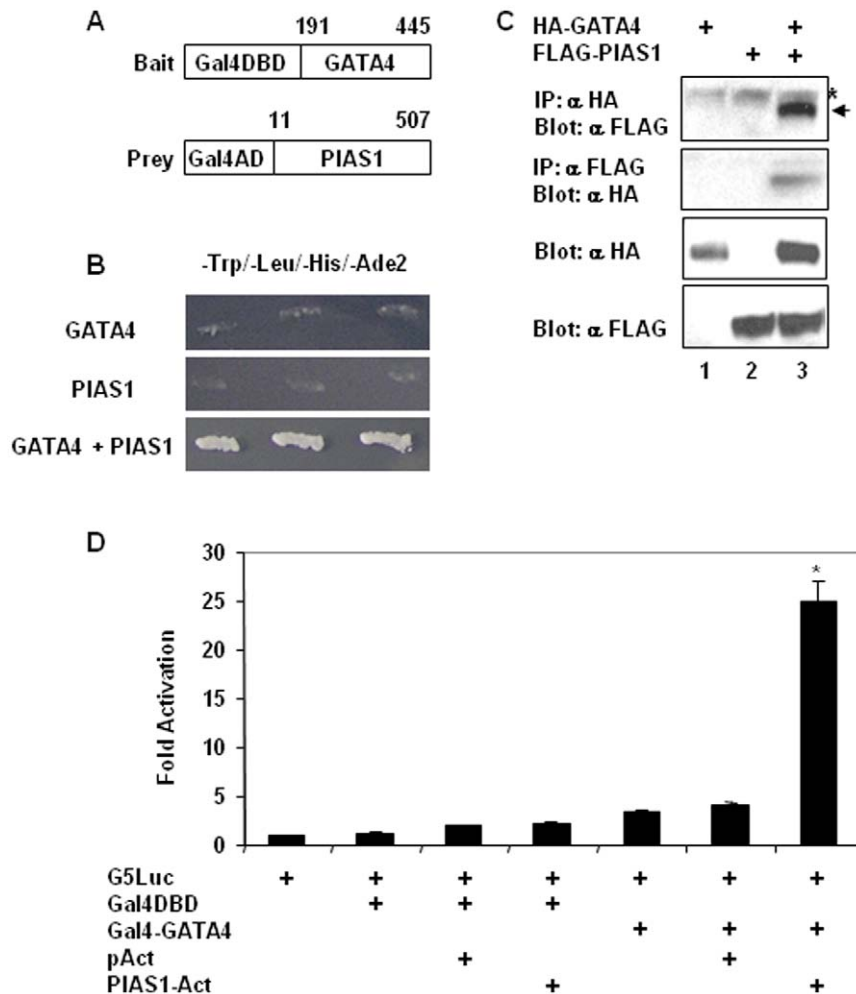 A
191 445
Bait Gal4DBD GATA4
11 507
Prey Gal4AD PIAS1
B
-Trp/-Leu/-His/-Ade2
GATA4
PIAS1
GATA4 + PIAS1
C
HA-GATA4 + +
FLAG-PIAS1 + +
IP: α HA
Blot: α FLAG
*
IP: α FLAG
Blot: α HA
Blot: α HA
Blot: α FLAG
1 2 3
D
Fold Activation
30
25
20
15
10
5
0
*
G5Luc + + + + + + +
Gal4DBD + + +
Gal4-GATA4 + + +
pAct + +
PIAS1-Act + +